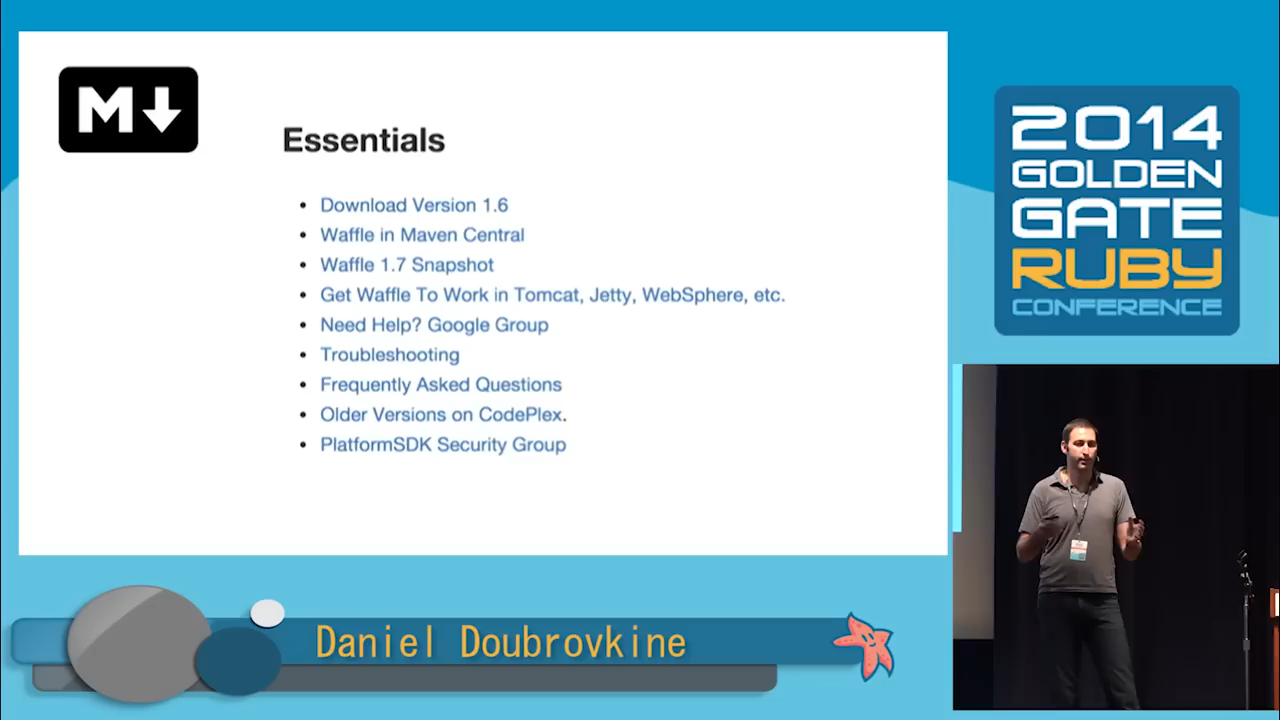 M
Essentials
Download Version 1.6
Waffle in Maven Central
Waffle 1.7 Snapshot
Get Waffle To Work in Tomcat, Jetty, WebSphere, etc.
Need Help? Google Group
Troubleshooting
Frequently Asked Questions
Older Versions on CodePlex.
PlatformSDK Security Group
2014
GOLDEN
GATE
RUBY
CONFERENCE
Daniel Doubrovkine